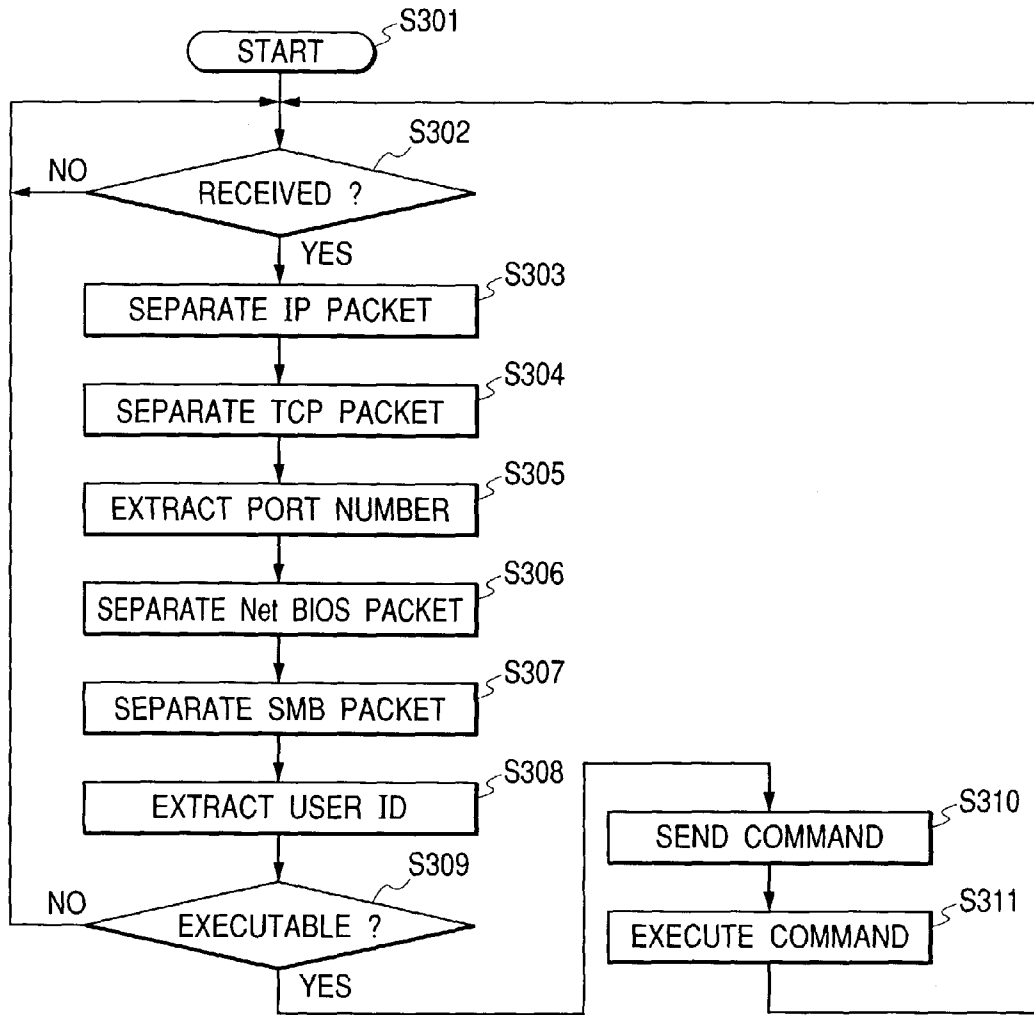 S301
START
S302
NO
RECEIVED ?
YES
S303
SEPARATE IP PACKET
S304
SEPARATE TCP PACKET
S305
EXTRACT PORT NUMBER
S306
SEPARATE Net BIOS PACKET
S307
SEPARATE SMB PACKET
S308
EXTRACT USER ID
S309
NO
EXECUTABLE ?
YES
S310
SEND COMMAND
S311
EXECUTE COMMAND